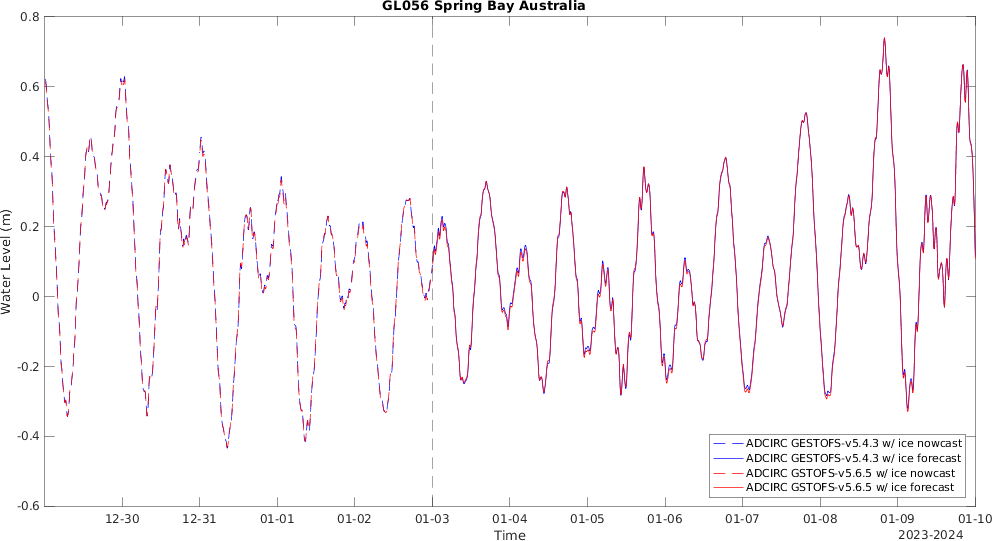 GL056 Spring Bay Australia
0.8
0.6
0.4
0.2
0
-0.2
-0.4
-0.6
Water Level (m)
ADCIRC GESTOFS-v5.4.3 w/ ice nowcast
ADCIRC GESTOFS-v5.4.3 w/ ice forecast
ADCIRC GSTOFS-v5.6.5 w/ ice nowcast
ADCIRC GSTOFS-v5.6.5 w/ ice forecast
12-30 12-31 01-01 01-02 01-03 01-04 01-05 01-06 01-07 01-08 01-09 01-10
Time
2023-2024